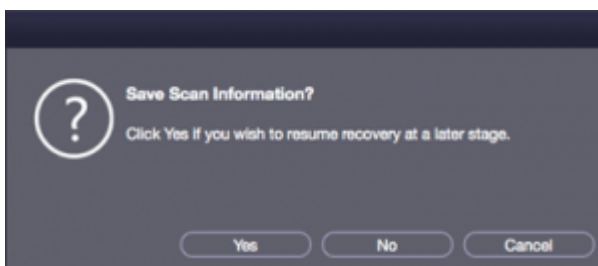 ?
Save Scan Information?
Click Yes if you wish to resume recovery at a later stage.
Yes No Cancel